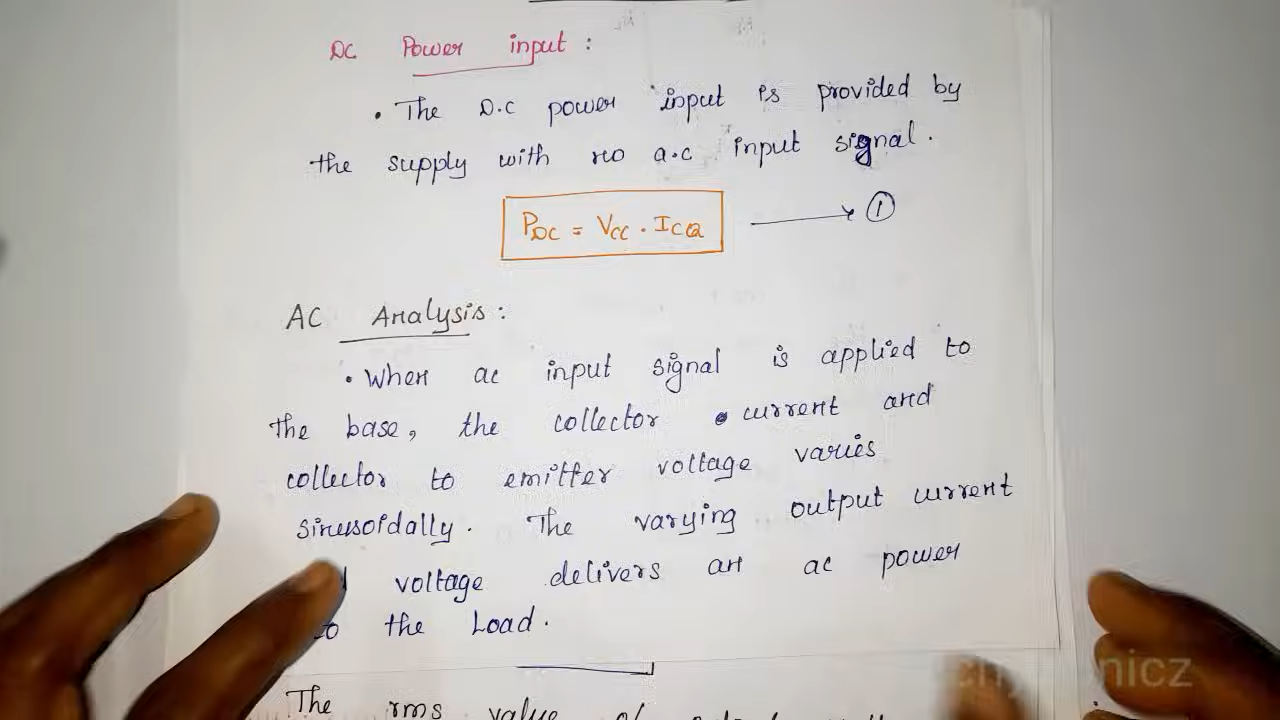 DC Power input :
• The D.C power input is provided by
the supply with no a.c input signal.
PDC = VCC . ICQ → 1
AC Analysis :
• When ac input signal is applied to
the base, the collector current and
collector to emitter voltage varies
sinusoidally. The varying output current
voltage delivers an ac power
to the Load.
The rms value of